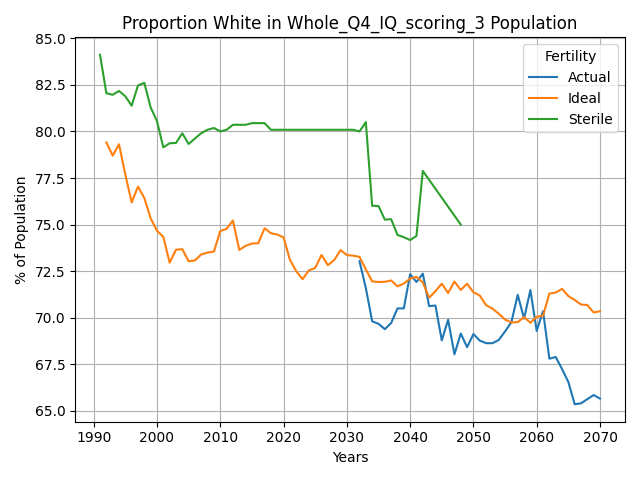 Proportion White in Whole_Q4_IQ_scoring_3 Population
85.0
82.5
80.0
77.5
75.0
72.5
70.0
67.5
65.0
% of Population
Fertility
Actual
Ideal
Sterile
1990 2000 2010 2020 2030 2040 2050 2060 2070
Years